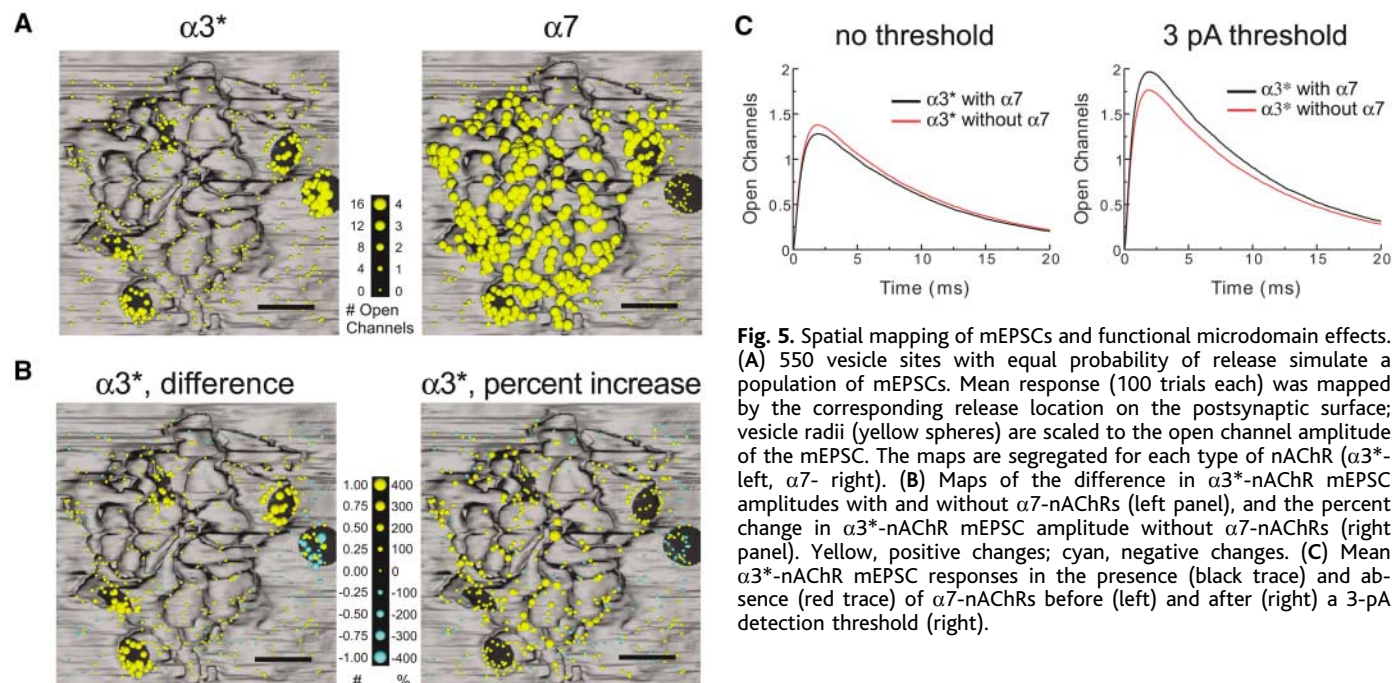 A
α3*
α7
16 4
12 3
8 2
4 1
0 0
# Open
Channels
B
α3*, difference
α3*, percent increase
1.00 400
0.75 300
0.50 200
0.25 100
0.00 0
-0.25 -100
-0.50 -200
-0.75 -300
-1.00 -400
# %
C
no threshold
3 pA threshold
Open Channels
2
1.5
1
0.5
0
α3* with α7
α3* without α7
0 5 10 15 20
Time (ms)
Open Channels
2
1.5
1
0.5
0
α3* with α7
α3* without α7
0 5 10 15 20
Time (ms)
Fig. 5. Spatial mapping of mEPSCs and functional microdomain effects.
(A) 550 vesicle sites with equal probability of release simulate a
population of mEPSCs. Mean response (100 trials each) was mapped
by the corresponding release location on the postsynaptic surface;
vesicle radii (yellow spheres) are scaled to the open channel amplitude
of the mEPSC. The maps are segregated for each type of nAChR (α3*-
left, α7- right). (B) Maps of the difference in α3*-nAChR mEPSC
amplitudes with and without α7-nAChRs (left panel), and the percent
change in α3*-nAChR mEPSC amplitude without α7-nAChRs (right
panel). Yellow, positive changes; cyan, negative changes. (C) Mean
α3*-nAChR mEPSC responses in the presence (black trace) and ab-
sence (red trace) of α7-nAChRs before (left) and after (right) a 3-pA
detection threshold (right).